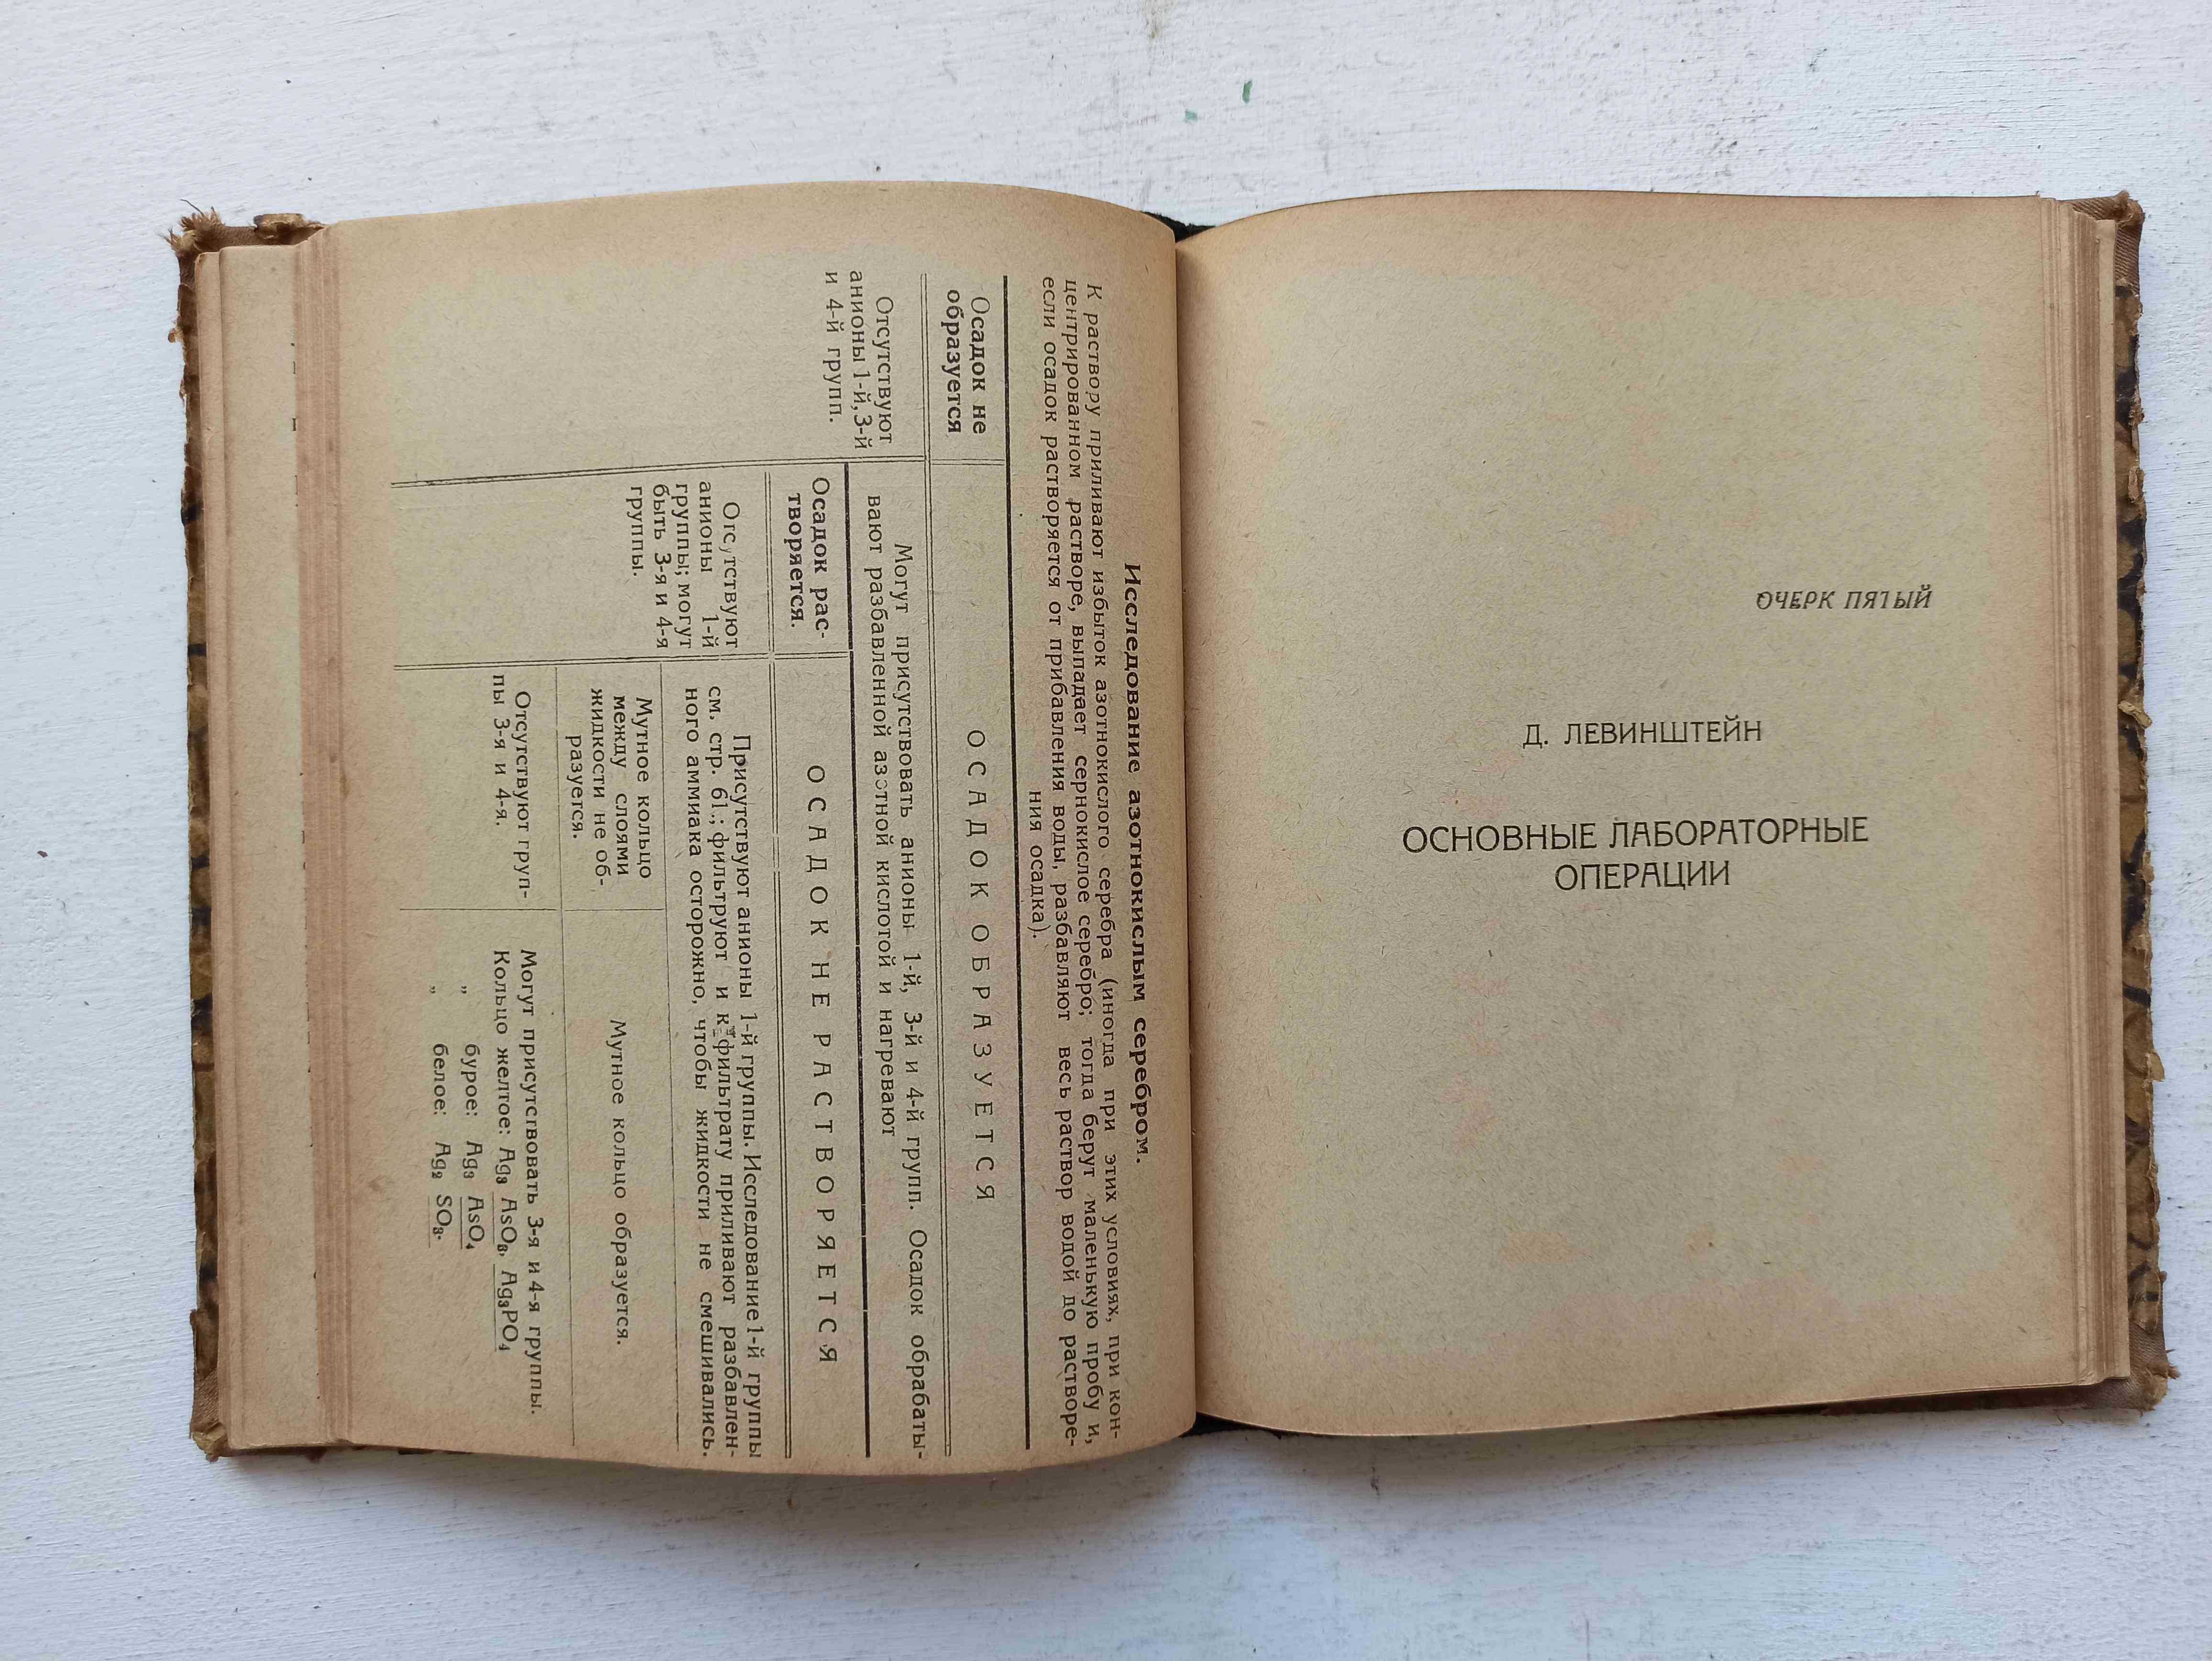 Исследование азотнокислым серебром.
К раствору приливают избыток азотнокислого серебра (иногда при этих условиях, при кон-
центрированном растворе, выпадает сернокислое серебро; тогда берут маленькую пробу и,
если осадок растворяется от прибавления воды, разбавляют весь раствор водой до растворе-
ния осадка).
Осадок не
образуется
ОСАДОК ОБРАЗУЕТСЯ
Отсутствуют
анионы 1-й, 3-й
и 4-й групп.
Могут присутствовать анионы 1-й, 3-й и 4-й групп. Осадок обрабаты-
вают разбавленной азотной кислотой и нагревают
Осадок рас-
творяется.
ОСАДОК НЕ РАСТВОРЯЕТСЯ
Отсутствуют
анионы 1-й
группы; могут
быть 3-я и 4-я
группы.
Присутствуют анионы 1-й группы. Исследование 1-й группы
см. стр. 61.; фильтруют и к фильтрату приливают разбавлен-
ного аммиака осторожно, чтобы жидкости не смешивались.
Мутное кольцо
между слоями
жидкости не об-
разуется.
Мутное кольцо образуется.
Отсутствуют груп-
пы 3-я и 4-я.
Могут присутствовать 3-я и 4-я группы.
Кольцо желтое: Ag₃ AsO₃, Ag₃PO₄
„ бурое: Ag₃ AsO₄
„ белое: Ag₂ SO₃.
ОЧЕРК ПЯТЫЙ
Д. ЛЕВИНШТЕЙН
ОСНОВНЫЕ ЛАБОРАТОРНЫЕ
ОПЕРАЦИИ